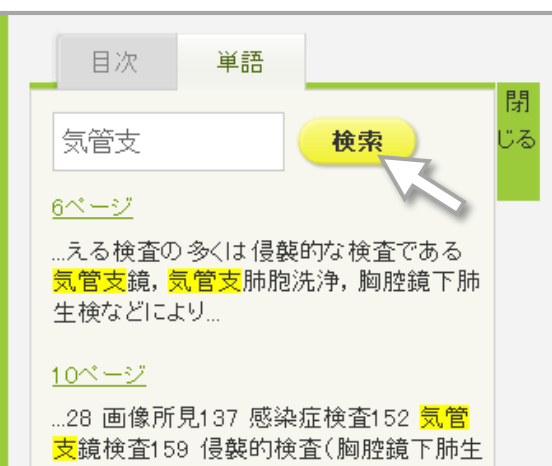 目次 単語
閉
じる
気管支 検索
6ページ
...える検査の多くは侵襲的な検査である
気管支鏡，気管支肺胞洗浄，胸腔鏡下肺
生検などにより...
10ページ
...28 画像所見137 感染症検査152 気管
支鏡検査159 侵襲的検査(胸腔鏡下肺生